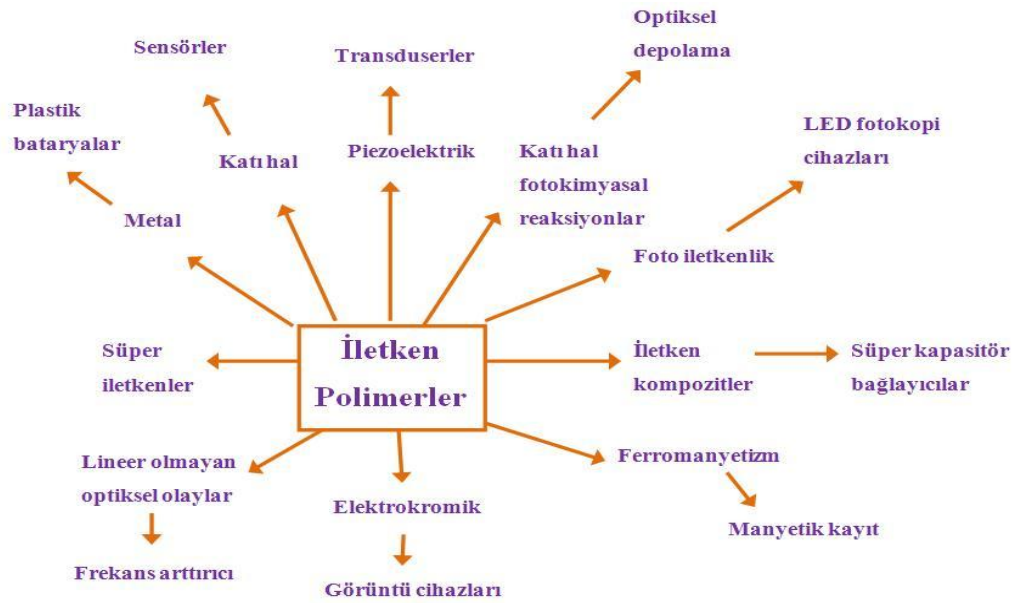 Optiksel
depolama
Sensörler
Transduserler
Plastik
bataryalar
LED fotokopi
cihazları
Katı hal
Piezoelektrik
Katı hal
fotokimyasal
reaksiyonlar
Metal
Foto iletkenlik
Süper
iletkenler
İletken
Polimerler
İletken
kompozitler
Süper kapasitör
bağlayıcılar
Lineer olmayan
optiksel olaylar
Ferromanyetizm
Elektrokromik
Manyetik kayıt
Frekans arttırıcı
Görüntü cihazları